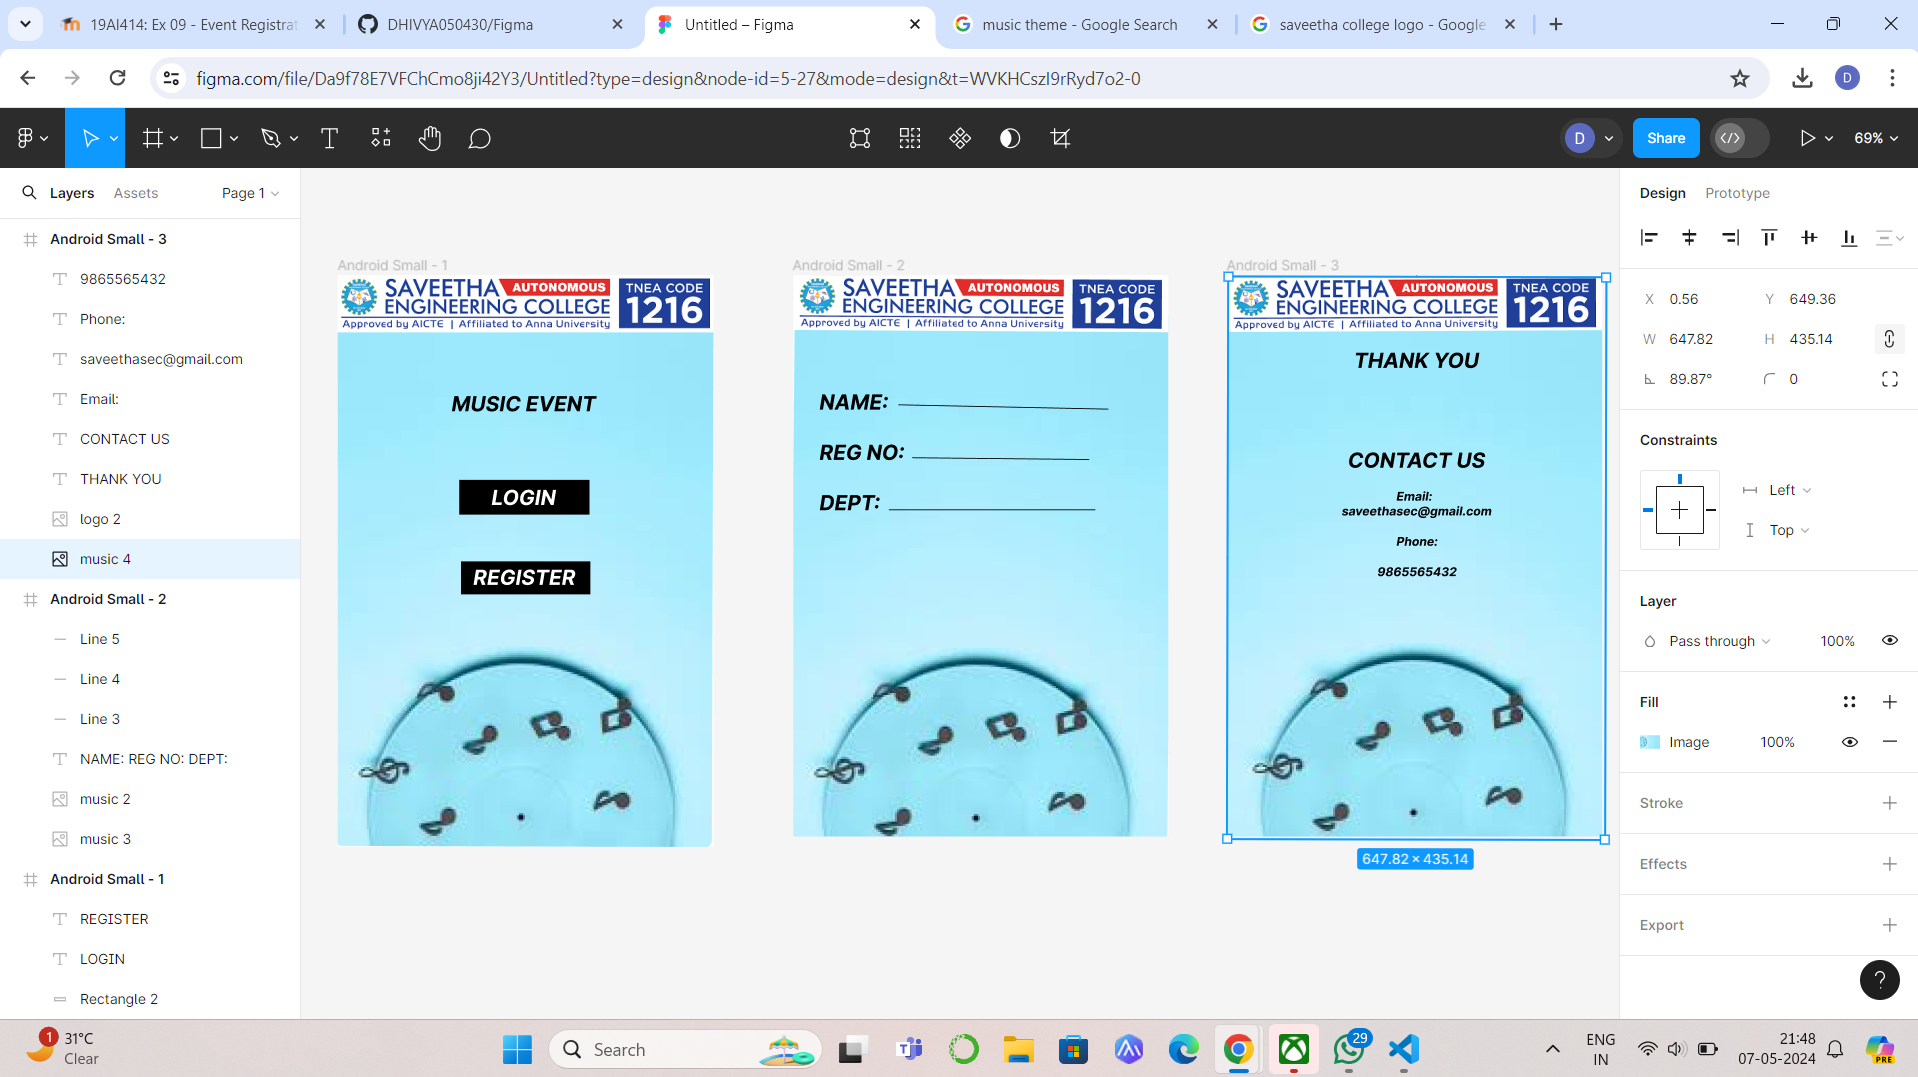 19AI414: Ex 09 - Event Registrat
DHIVYA050430/Figma
Untitled – Figma
music theme - Google Search
saveetha college logo - Google
figma.com/file/Da9f78E7VFChCmo8ji42Y3/Untitled?type=design&node-id=5-27&mode=design&t=WVKHCszI9rRyd7o2-0
D
D
Share
69%
Layers
Assets
Page 1
Android Small - 3
9865565432
Phone:
saveethasec@gmail.com
Email:
CONTACT US
THANK YOU
logo 2
music 4
Android Small - 2
Line 5
Line 4
Line 3
NAME: REG NO: DEPT:
music 2
music 3
Android Small - 1
REGISTER
LOGIN
Rectangle 2
Android Small - 1
SAVEETHA AUTONOMOUS
ENGINEERING COLLEGE
Approved by AICTE | Affiliated to Anna University
TNEA CODE
1216
MUSIC EVENT
LOGIN
REGISTER
Android Small - 2
SAVEETHA AUTONOMOUS
ENGINEERING COLLEGE
Approved by AICTE | Affiliated to Anna University
TNEA CODE
1216
NAME:
REG NO:
DEPT:
Android Small - 3
SAVEETHA AUTONOMOUS
ENGINEERING COLLEGE
Approved by AICTE | Affiliated to Anna University
TNEA CODE
1216
THANK YOU
CONTACT US
Email:
saveethasec@gmail.com
Phone:
9865565432
647.82 × 435.14
Design
Prototype
X 0.56
Y 649.36
W 647.82
H 435.14
89.87°
0
Constraints
Left
Top
Layer
Pass through
100%
Fill
Image
100%
Stroke
Effects
Export
?
1
31°C
Clear
Search
29
ENG
IN
21:48
07-05-2024
PRE